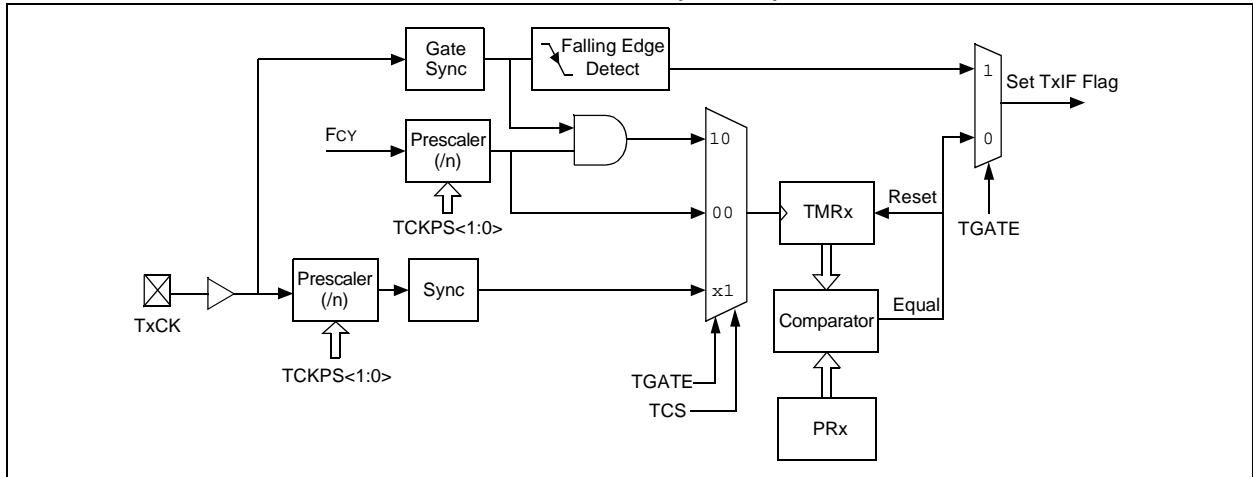 Gate
Sync
Falling Edge
Detect
1
Set TxIF Flag
FCY
Prescaler
(/n)
10
0
TCKPS<1:0>
00
TMRx
Reset
TGATE
Prescaler
(/n)
Sync
x1
TxCK
Comparator
Equal
TCKPS<1:0>
TGATE
TCS
PRx